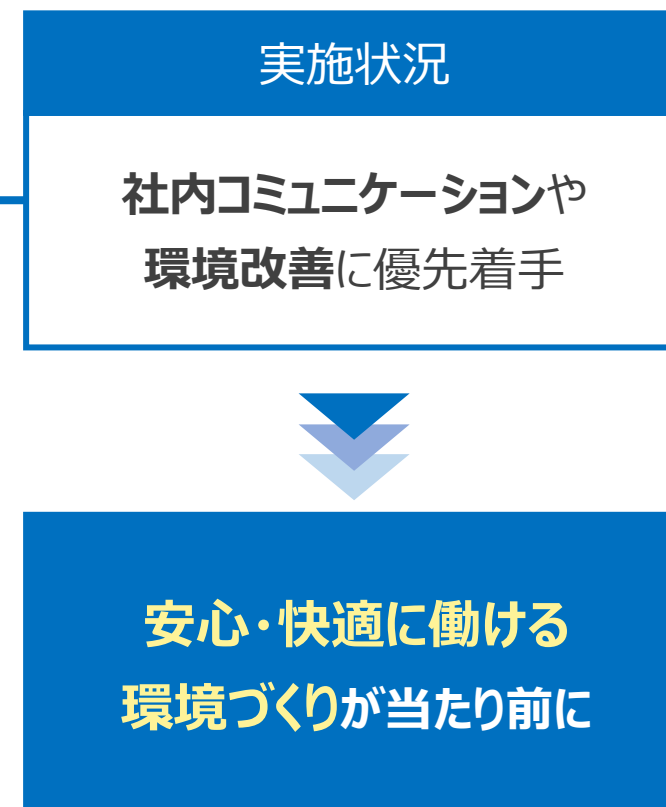 実施状況
社内コミュニケーションや
環境改善に優先着手
安心・快適に働ける
環境づくりが当たり前に